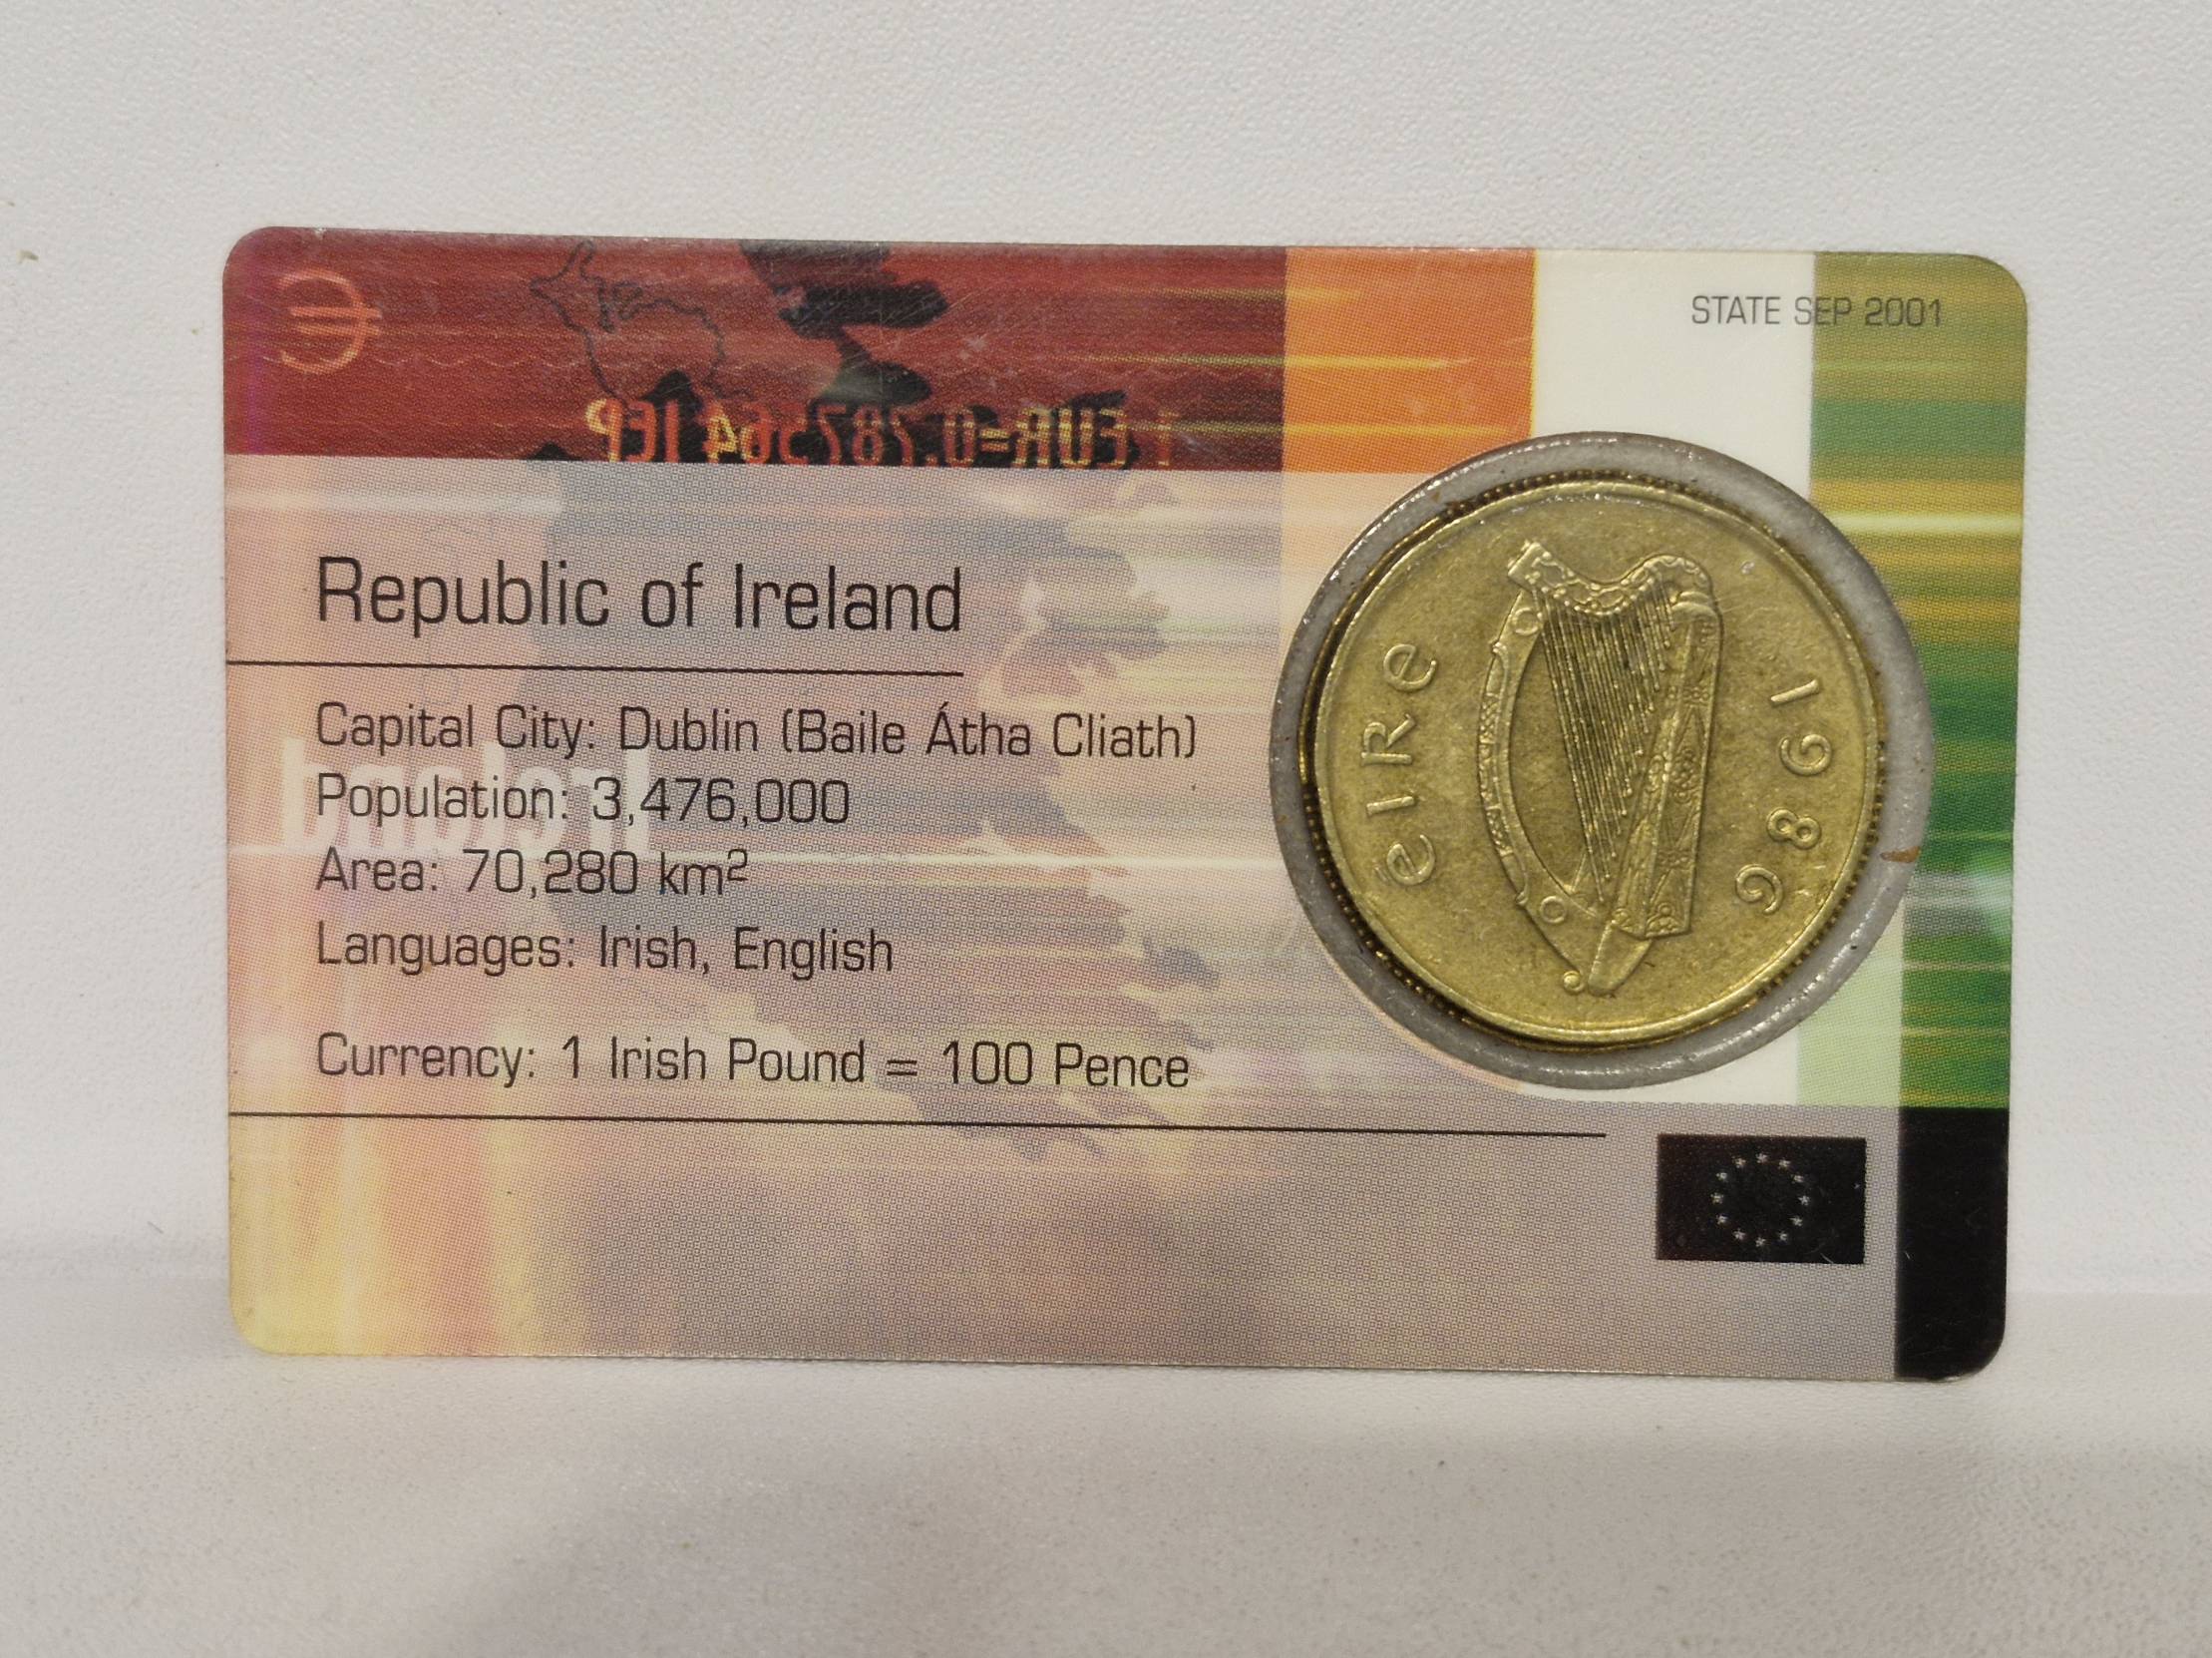 STATE SEP 2001
€
1 EUR=0.787564 IEP
Republic of Ireland
Capital City: Dublin (Baile Átha Cliath)
Ireland
Population: 3,476,000
Area: 70,280 km²
Languages: Irish, English
Currency: 1 Irish Pound = 100 Pence
éIRe
1986